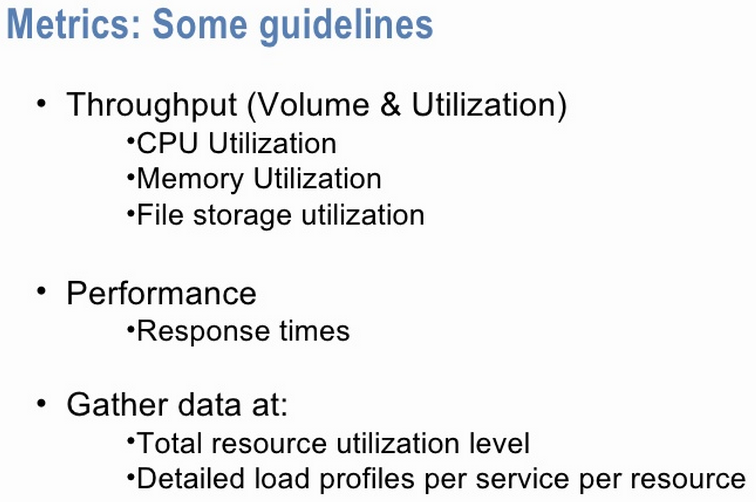 Metrics: Some guidelines
• Throughput (Volume & Utilization)
•CPU Utilization
•Memory Utilization
•File storage utilization
• Performance
•Response times
• Gather data at:
•Total resource utilization level
•Detailed load profiles per service per resource